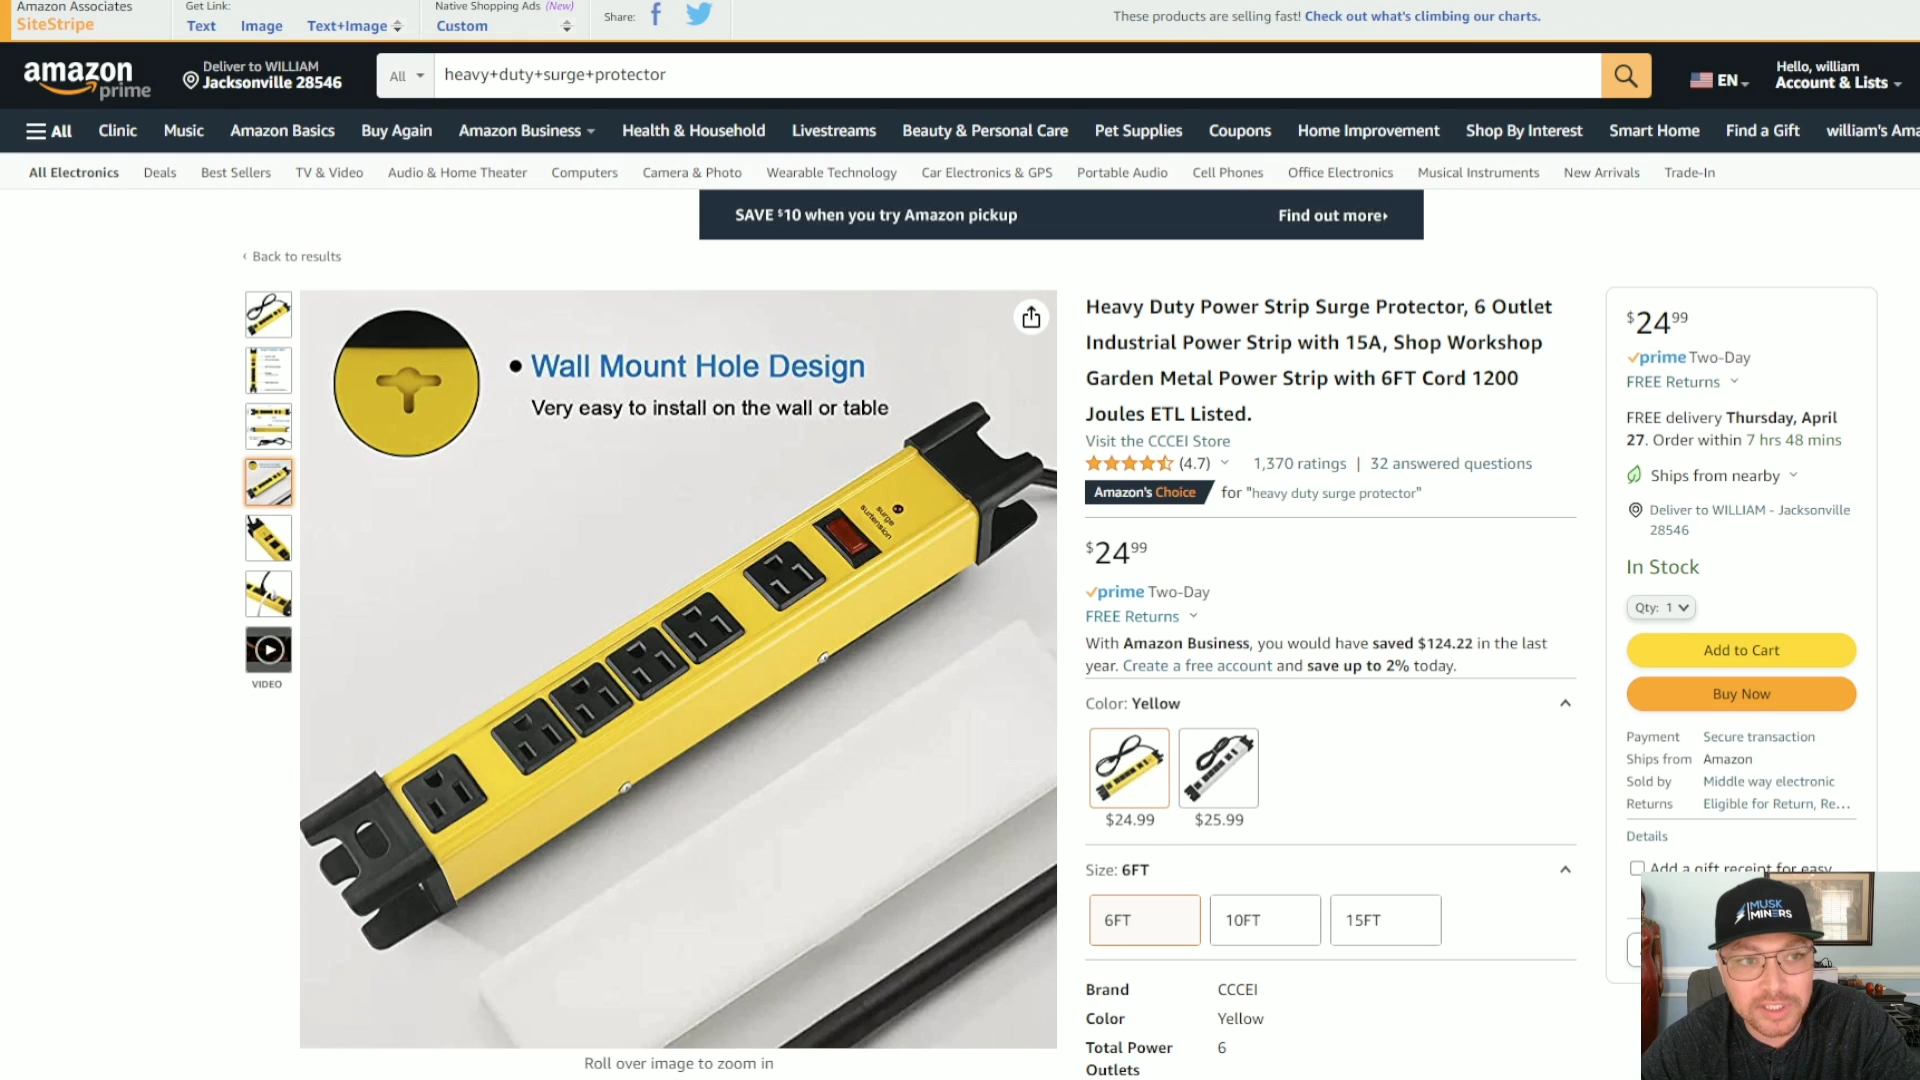 Amazon Associates
SiteStripe
Get Link:
Text Image Text+Image
Native Shopping Ads (New)
Custom
Share:
These products are selling fast! Check out what's climbing our charts.
amazon
prime
Deliver to WILLIAM
Jacksonville 28546
All
heavy+duty+surge+protector
EN
Hello, william
Account & Lists
All Clinic Music Amazon Basics Buy Again Amazon Business Health & Household Livestreams Beauty & Personal Care Pet Supplies Coupons Home Improvement Shop By Interest Smart Home Find a Gift william's Ama
All Electronics Deals Best Sellers TV & Video Audio & Home Theater Computers Camera & Photo Wearable Technology Car Electronics & GPS Portable Audio Cell Phones Office Electronics Musical Instruments New Arrivals Trade-In
SAVE $10 when you try Amazon pickup Find out more
‹ Back to results
VIDEO
• Wall Mount Hole Design
Very easy to install on the wall or table
surge
surtension
Roll over image to zoom in
Heavy Duty Power Strip Surge Protector, 6 Outlet
Industrial Power Strip with 15A, Shop Workshop
Garden Metal Power Strip with 6FT Cord 1200
Joules ETL Listed.
Visit the CCCEI Store
(4.7) 1,370 ratings | 32 answered questions
Amazon's Choice for "heavy duty surge protector"
$24 99
prime Two-Day
FREE Returns
With Amazon Business, you would have saved $124.22 in the last
year. Create a free account and save up to 2% today.
Color: Yellow
$24.99 $25.99
Size: 6FT
6FT 10FT 15FT
Brand CCCEI
Color Yellow
Total Power 6
Outlets
$24 99
prime Two-Day
FREE Returns
FREE delivery Thursday, April
27. Order within 7 hrs 48 mins
Ships from nearby
Deliver to WILLIAM - Jacksonville
28546
In Stock
Qty: 1
Add to Cart
Buy Now
Payment Secure transaction
Ships from Amazon
Sold by Middle way electronic
Returns Eligible for Return, Re...
Details
Add a gift receipt for easy
MUSK
MINERS